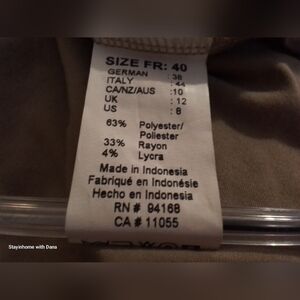 SIZE FR: 40
GERMAN : 38
ITALY : 44
CA/NZ/AUS :10
UK : 12
US : 8
63% Polyester/
Poliester
33% Rayon
4% Lycra
Made in Indonesia
Fabriqué en Indonésie
Hecho en Indonesia
RN # 94168
CA # 11055
Stayinhome with Dana